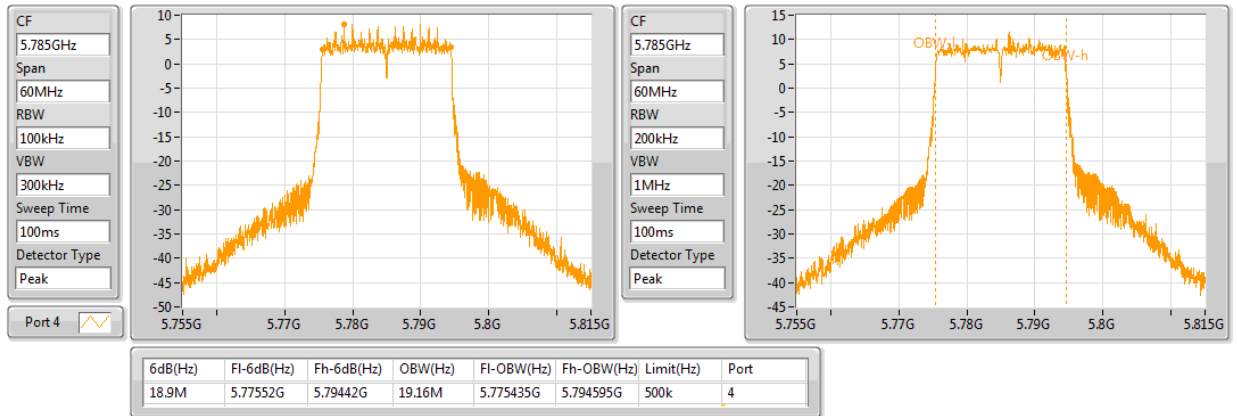 CF
5.785GHz
Span
60MHz
RBW
100kHz
VBW
300kHz
Sweep Time
100ms
Detector Type
Peak
Port 4
10
5
0
-5
-10
-15
-20
-25
-30
-35
-40
-45
-50
5.755G 5.77G 5.78G 5.79G 5.8G 5.815G
CF
5.785GHz
Span
60MHz
RBW
200kHz
VBW
1MHz
Sweep Time
100ms
Detector Type
Peak
15
10
5
0
-5
-10
-15
-20
-25
-30
-35
-40
-45
OBW-l
OBW-h
5.755G 5.77G 5.78G 5.79G 5.8G 5.815G
6dB(Hz) Fl-6dB(Hz) Fh-6dB(Hz) OBW(Hz) Fl-OBW(Hz) Fh-OBW(Hz) Limit(Hz) Port
18.9M 5.77552G 5.79442G 19.16M 5.775435G 5.794595G 500k 4